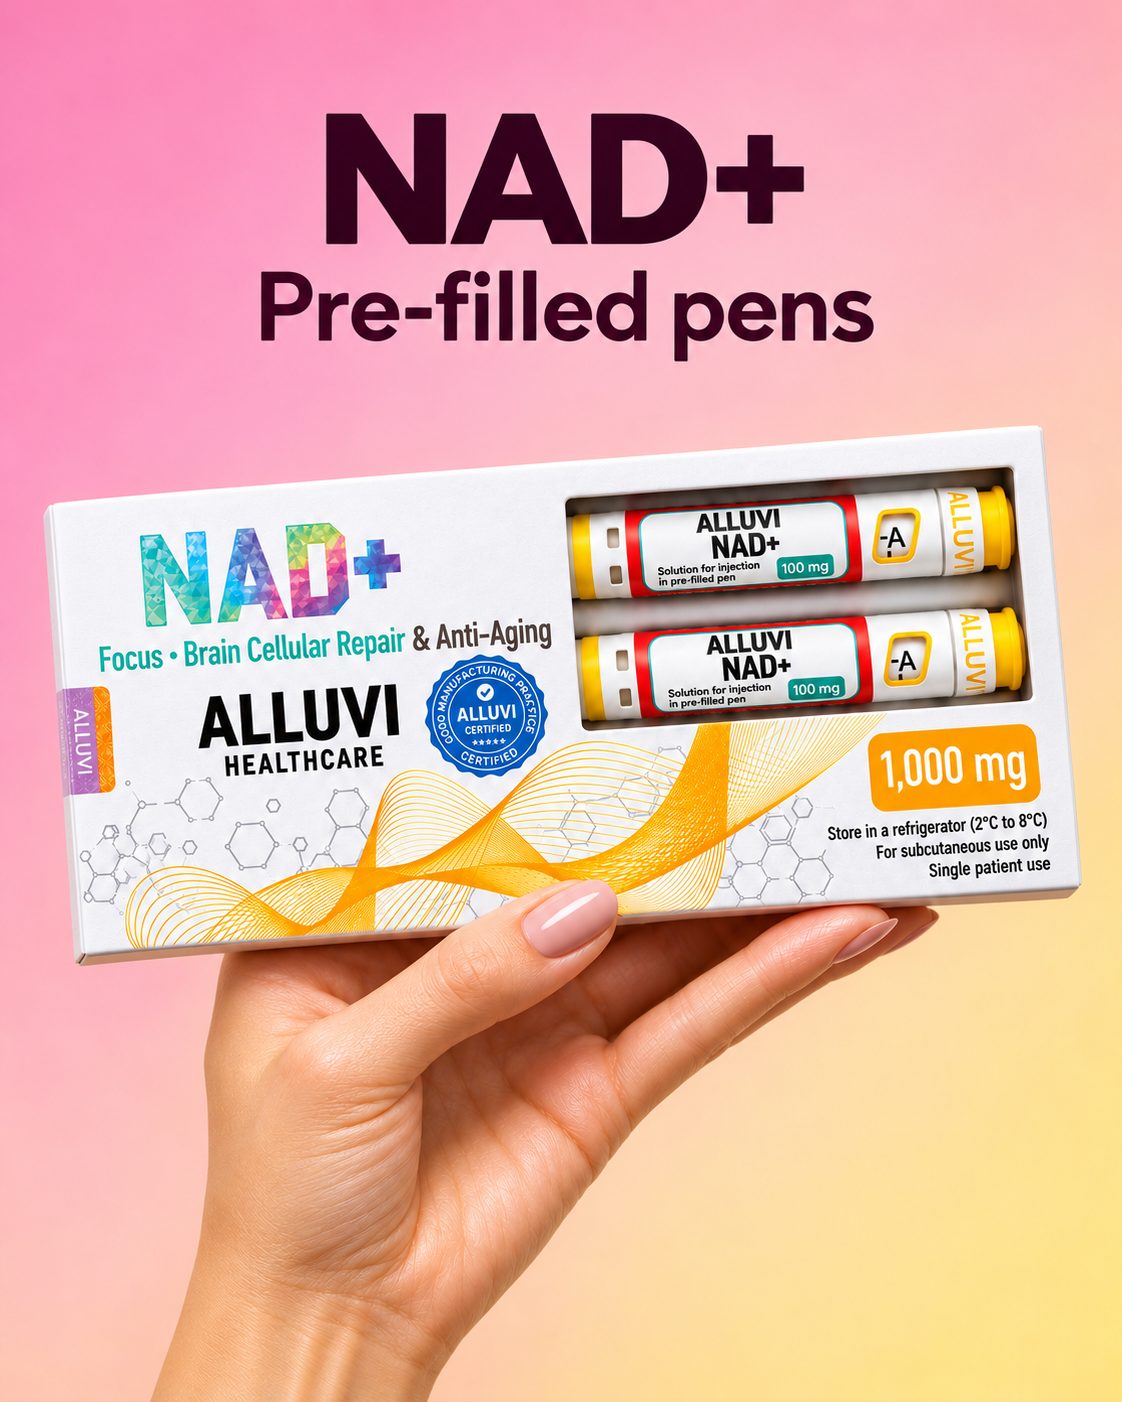 NAD+
Pre-filled pens
NAD+
Focus • Brain Cellular Repair & Anti-Aging
ALLUVI
HEALTHCARE
GOOD MANUFACTURING PRACTICE
ALLUVI
CERTIFIED
CERTIFIED
ALLUVI
ALLUVI
NAD+
Solution for injection
in pre-filled pen
100 mg
-A
ALLUVI
ALLUVI
NAD+
Solution for injection
in pre-filled pen
100 mg
-A
ALLUVI
1,000 mg
Store in a refrigerator (2°C to 8°C)
For subcutaneous use only
Single patient use